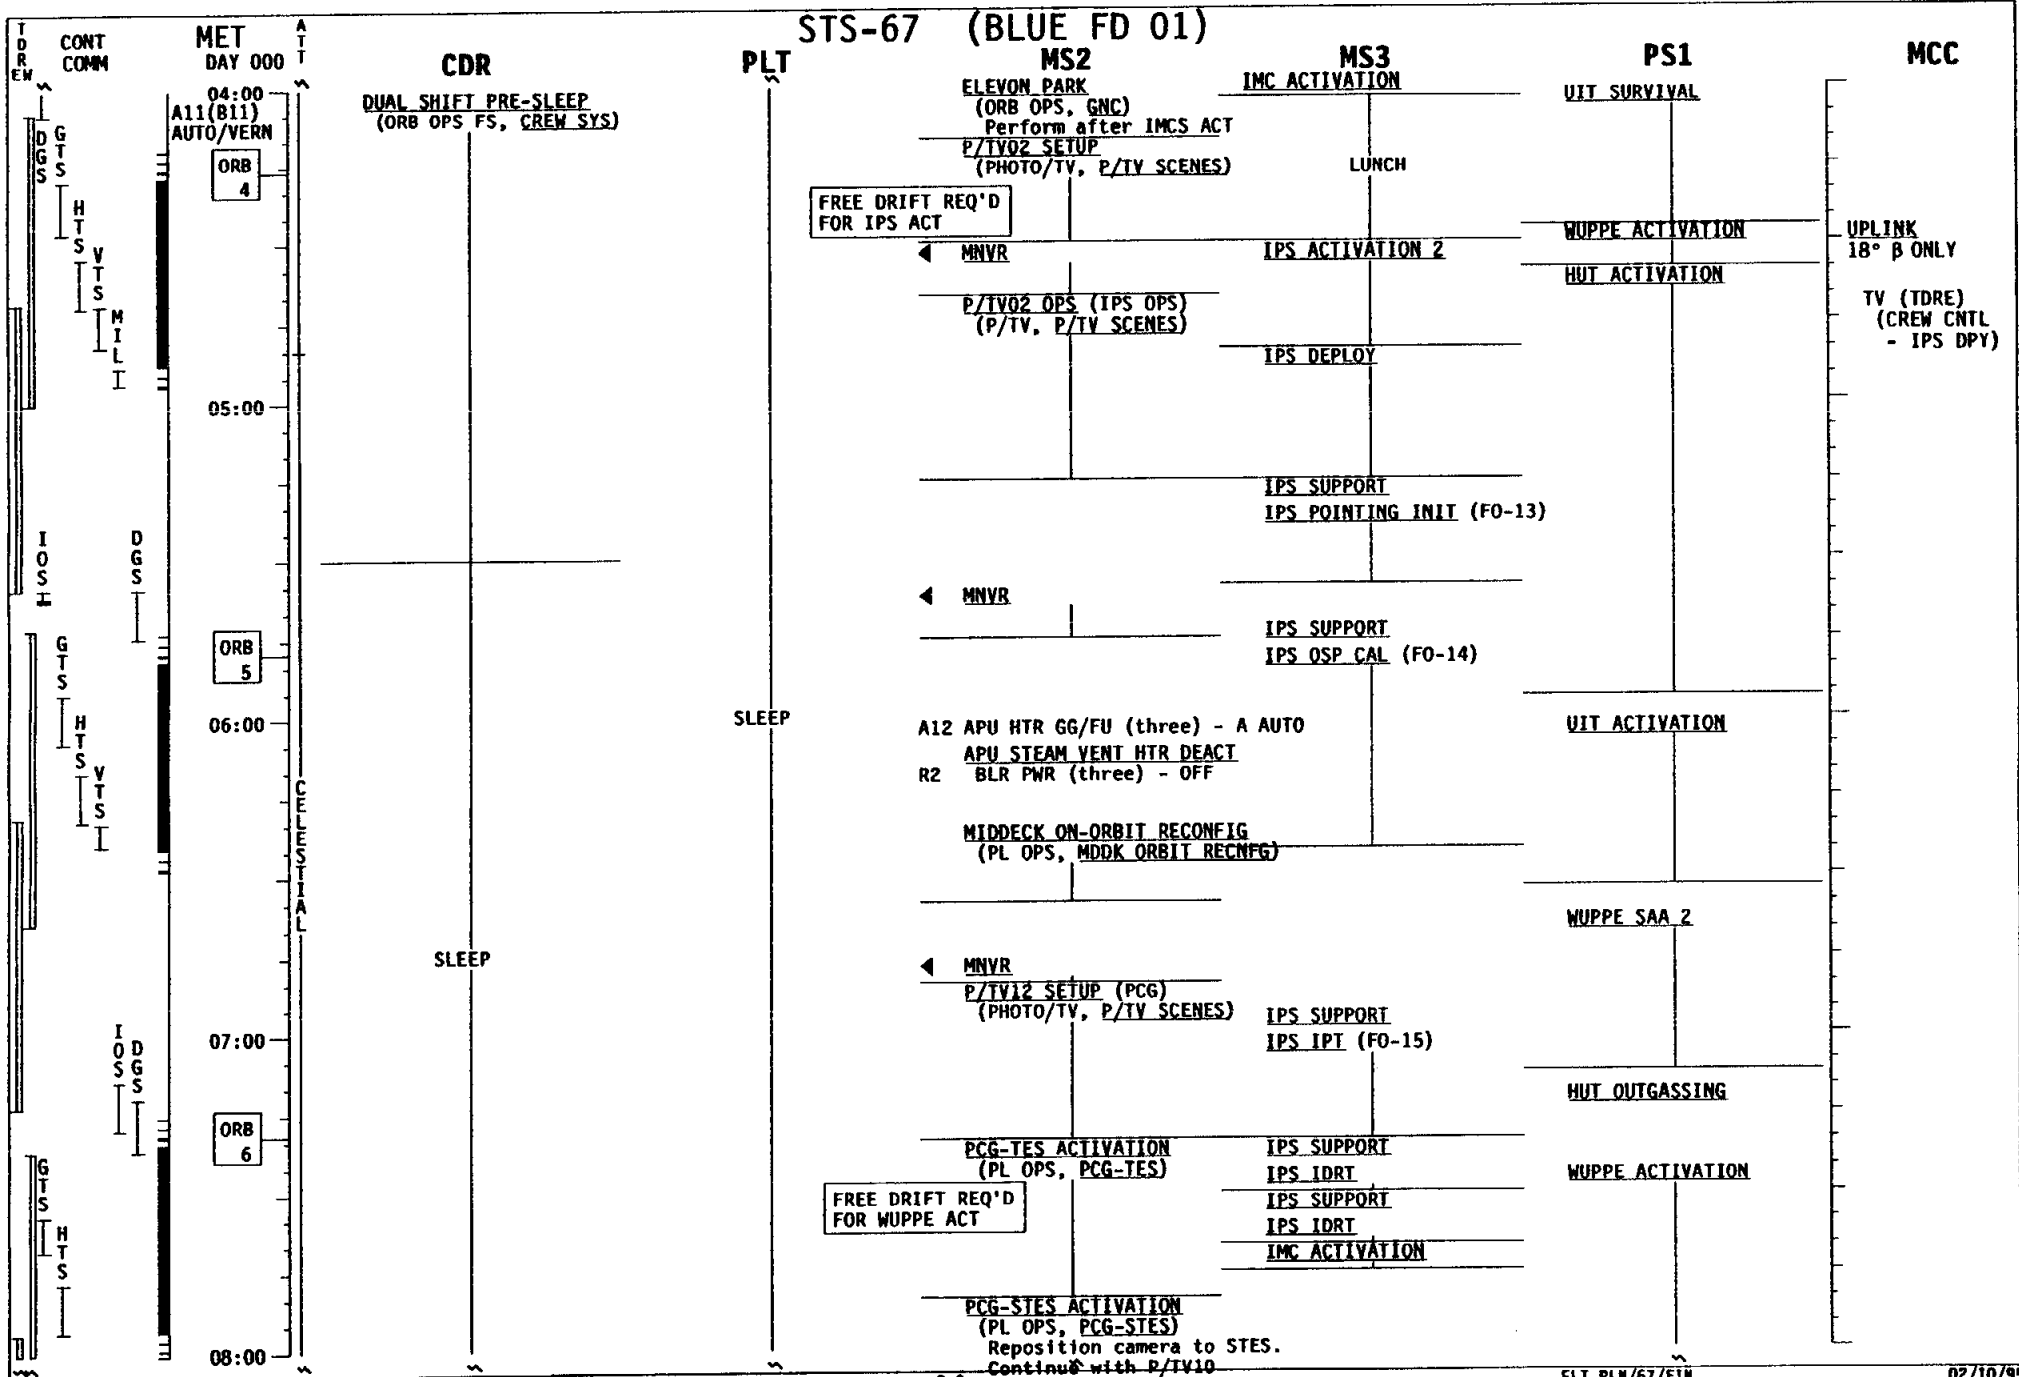 STS-67 (BLUE FD 01)
TDRE W
CONT COMM
MET
DAY 000
ATT
CDR
PLT
MS2
MS3
PS1
MCC
04:00
A11(B11)
AUTO/VERN
ORB
4
05:00
ORB
5
06:00
07:00
ORB
6
08:00
DGS
GTS
HTS
VTS
MIL
IOS
DGS
GTS
HTS
VTS
IOS
DGS
GTS
HTS
CELESTIAL
DUAL SHIFT PRE-SLEEP
(ORB OPS FS, CREW SYS)
SLEEP
SLEEP
ELEVON PARK
(ORB OPS, GNC)
Perform after IMCS ACT
P/TV02 SETUP
(PHOTO/TV, P/TV SCENES)
FREE DRIFT REQ'D
FOR IPS ACT
MNVR
P/TV02 OPS (IPS OPS)
(P/TV, P/TV SCENES)
MNVR
A12 APU HTR GG/FU (three) - A AUTO
APU STEAM VENT HTR DEACT
R2 BLR PWR (three) - OFF
MIDDECK ON-ORBIT RECONFIG
(PL OPS, MDDK ORBIT RECNFG)
MNVR
P/TV12 SETUP (PCG)
(PHOTO/TV, P/TV SCENES)
PCG-TES ACTIVATION
(PL OPS, PCG-TES)
FREE DRIFT REQ'D
FOR WUPPE ACT
PCG-STES ACTIVATION
(PL OPS, PCG-STES)
Reposition camera to STES.
Continue with P/TV10
IMC ACTIVATION
LUNCH
IPS ACTIVATION 2
IPS DEPLOY
IPS SUPPORT
IPS POINTING INIT (FO-13)
IPS SUPPORT
IPS OSP CAL (FO-14)
IPS SUPPORT
IPS IPT (FO-15)
IPS SUPPORT
IPS IDRT
IPS SUPPORT
IPS IDRT
IMC ACTIVATION
UIT SURVIVAL
WUPPE ACTIVATION
HUT ACTIVATION
UIT ACTIVATION
WUPPE SAA 2
HUT OUTGASSING
WUPPE ACTIVATION
UPLINK
18° β ONLY
TV (TDRE)
(CREW CNTL
- IPS DPY)
FLT PLN/67/FIN
02/10/95